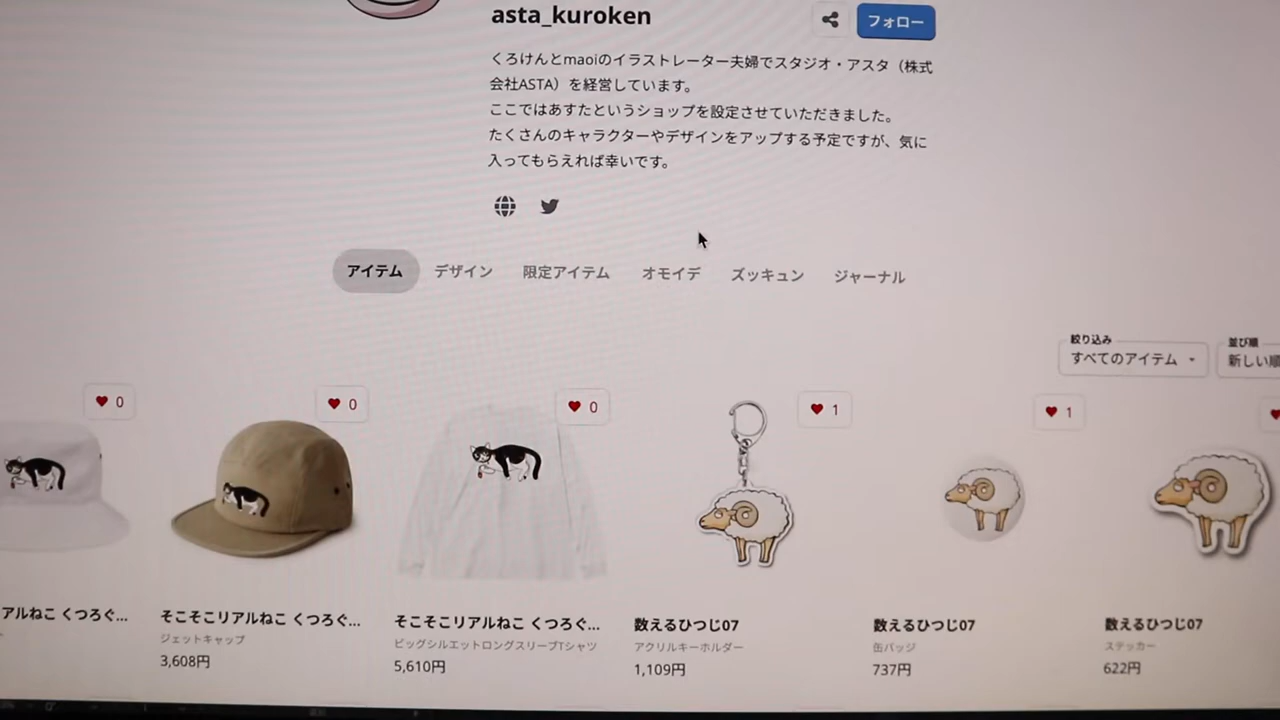 asta_kuroken
フォロー
くろけんとmaoiのイラストレーター夫婦でスタジオ・アスタ（株式
会社ASTA）を経営しています。
ここではあすたというショップを設定させていただきました。
たくさんのキャラクターやデザインをアップする予定ですが、気に
入ってもらえれば幸いです。
アイテム
デザイン
限定アイテム
オモイデ
ズッキュン
ジャーナル
絞り込み
すべてのアイテム
並び順
新しい順
0
0
0
1
1
アルねこ くつろぐ...
そこそこリアルねこ くつろぐ...
ジェットキャップ
3,608円
そこそこリアルねこ くつろぐ...
ビッグシルエットロングスリーブTシャツ
5,610円
数えるひつじ07
アクリルキーホルダー
1,109円
数えるひつじ07
缶バッジ
737円
数えるひつじ07
ステッカー
622円